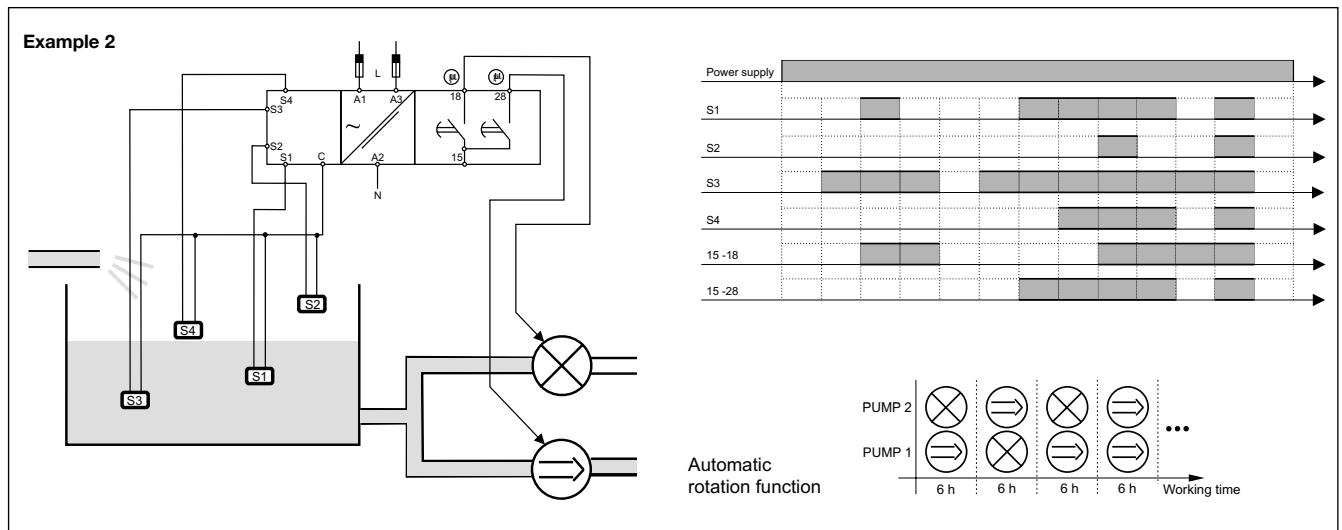 Example 2
L
S4
A1
A3
18
28
S3
S2
S1
C
A2
15
N
S2
S4
S1
S3
Power supply
S1
S2
S3
S4
15 -18
15 -28
PUMP 2
PUMP 1
Automatic
rotation function
6 h
6 h
6 h
6 h
Working time